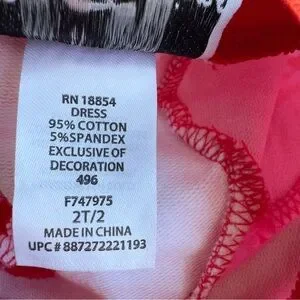 RN 18854
DRESS
95% COTTON
5%SPANDEX
EXCLUSIVE OF
DECORATION
496
F747975
2T/2
MADE IN CHINA
UPC # 887272221193